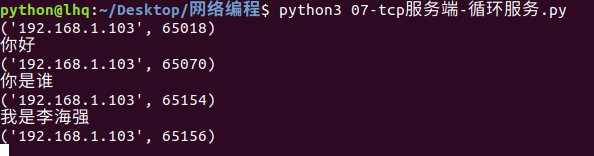 python@lhq:~/Desktop/网络编程$ python3 07-tcp服务端-循环服务.py
('192.168.1.103', 65018)
你好
('192.168.1.103', 65070)
你是谁
('192.168.1.103', 65154)
我是李海强
('192.168.1.103', 65156)